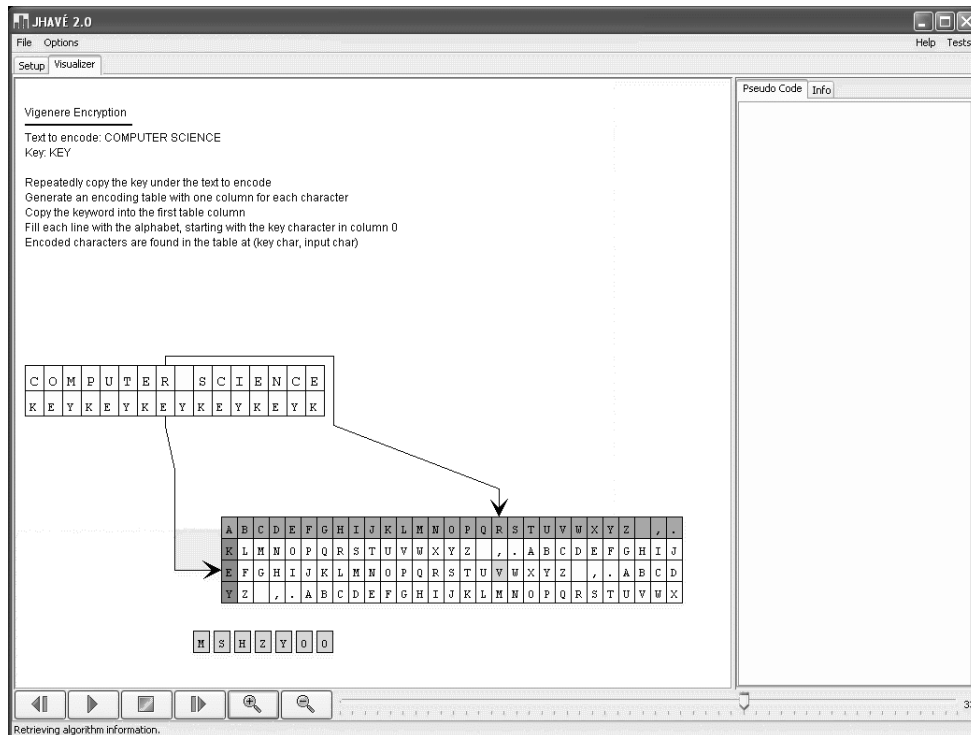 JHAVÉ 2.0
File Options Help Tests
Setup Visualizer
Pseudo Code Info
Vigenere Encryption
Text to encode: COMPUTER SCIENCE
Key: KEY
Repeatedly copy the key under the text to encode
Generate an encoding table with one column for each character
Copy the keyword into the first table column
Fill each line with the alphabet, starting with the key character in column 0
Encoded characters are found in the table at (key char, input char)
C O M P U T E R S C I E N C E
K E Y K E Y K E Y K E Y K E Y K
A B C D E F G H I J K L M N O P Q R S T U V W X Y Z , .
K L M N O P Q R S T U V W X Y Z , . A B C D E F G H I J
E F G H I J K L M N O P Q R S T U V W X Y Z , . A B C D
Y Z , . A B C D E F G H I J K L M N O P Q R S T U V W X
M S H Z Y O O
Retrieving algorithm information.